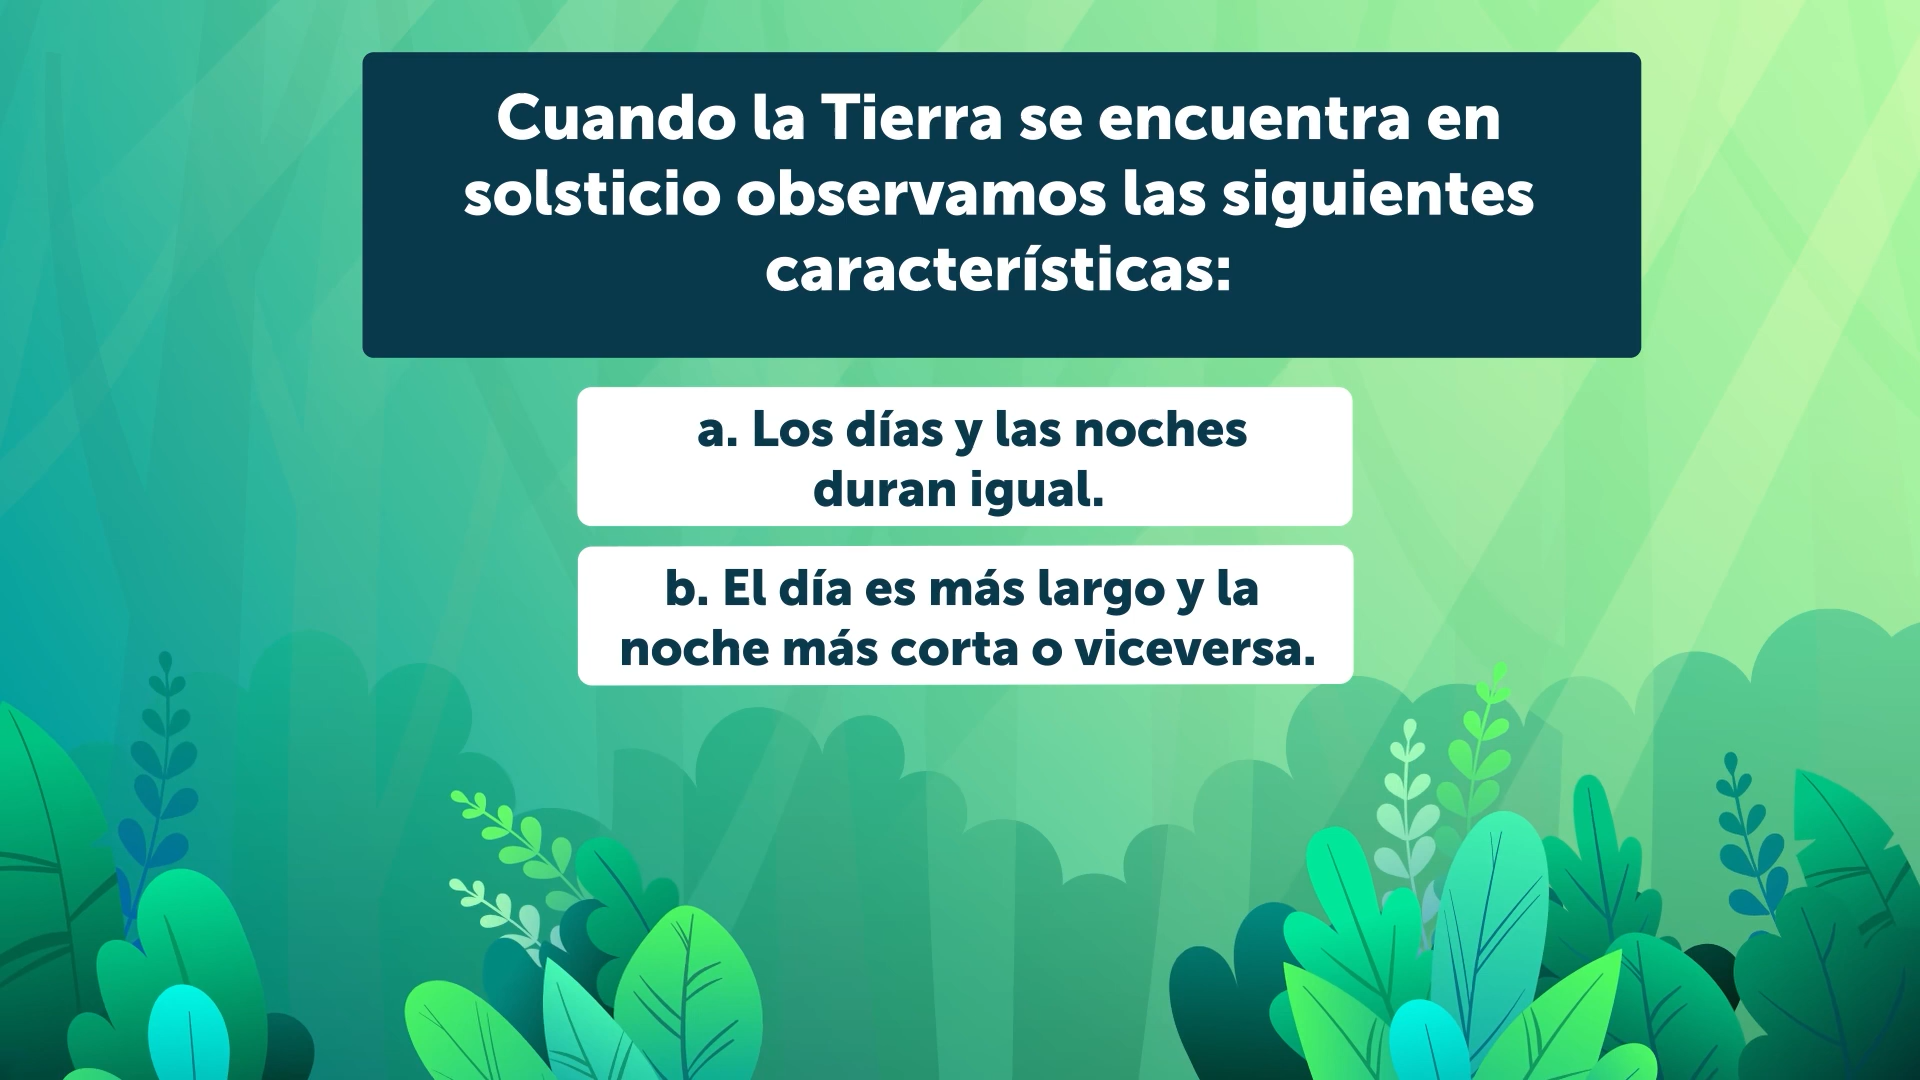 Cuando la Tierra se encuentra en
solsticio observamos las siguientes
características:
a. Los días y las noches
duran igual.
b. El día es más largo y la
noche más corta o viceversa.